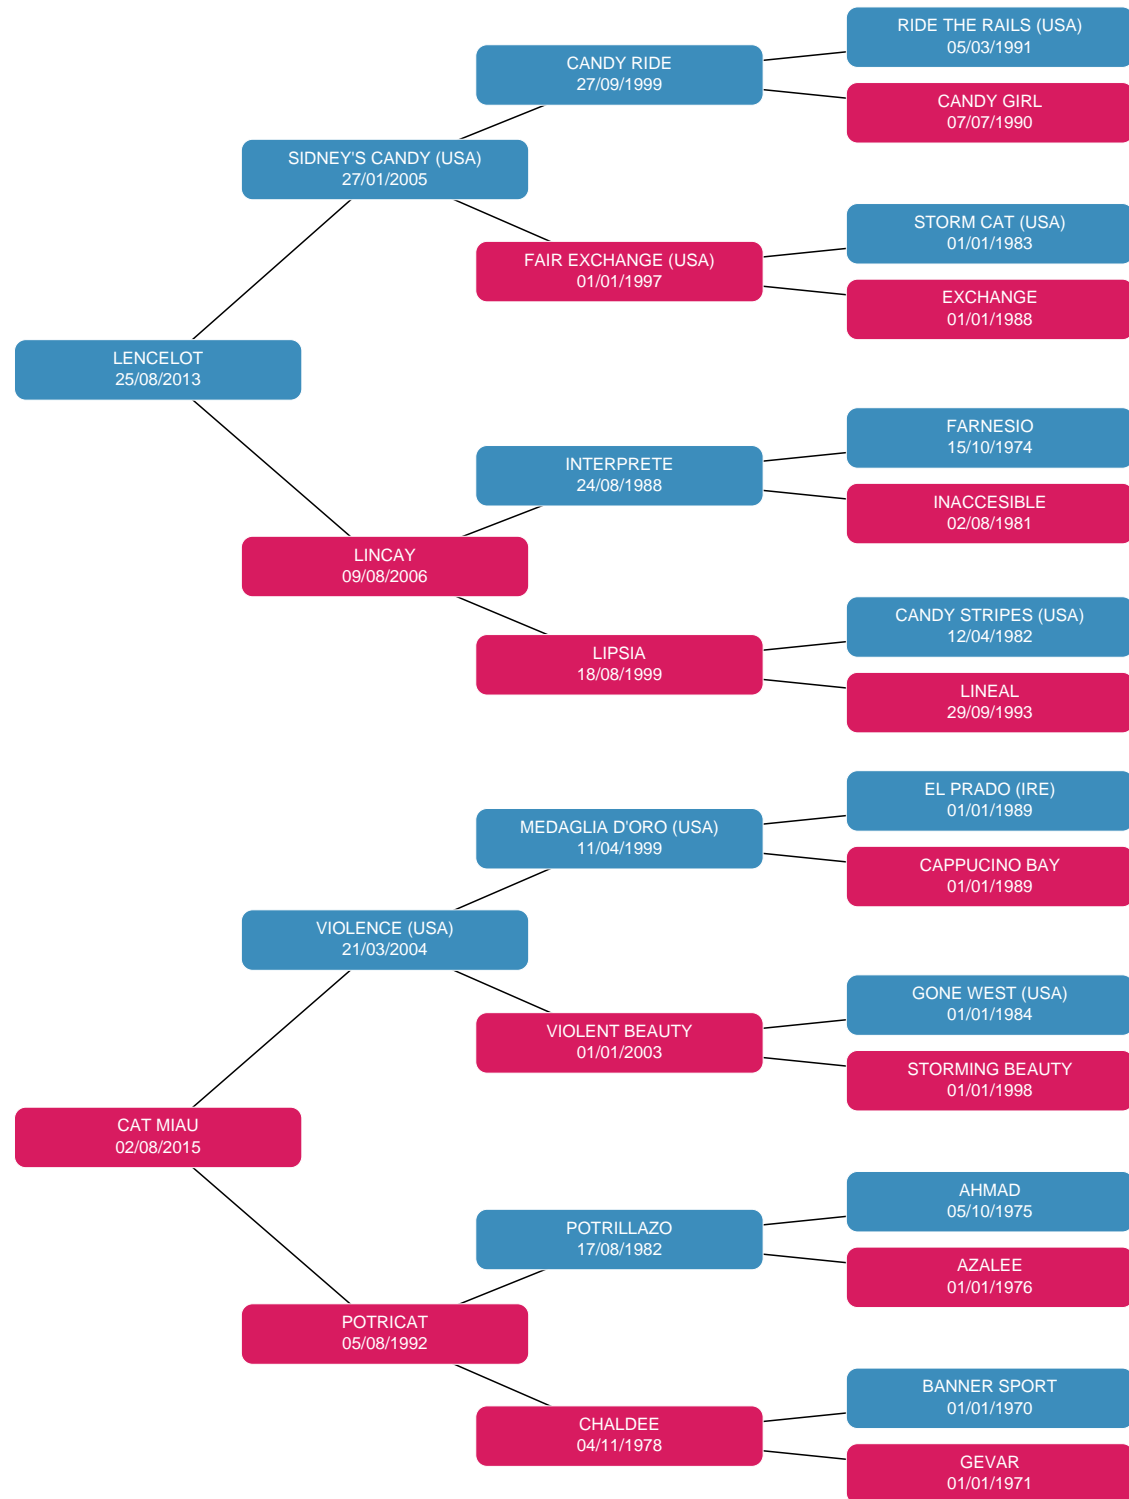 RIDE THE RAILS (USA)
05/03/1991
CANDY RIDE
27/09/1999
CANDY GIRL
07/07/1990
SIDNEY'S CANDY (USA)
27/01/2005
STORM CAT (USA)
01/01/1983
FAIR EXCHANGE (USA)
01/01/1997
EXCHANGE
01/01/1988
LENCELOT
25/08/2013
FARNESIO
15/10/1974
INTERPRETE
24/08/1988
INACCESIBLE
02/08/1981
LINCAY
09/08/2006
CANDY STRIPES (USA)
12/04/1982
LIPSIA
18/08/1999
LINEAL
29/09/1993
EL PRADO (IRE)
01/01/1989
MEDAGLIA D'ORO (USA)
11/04/1999
CAPPUCINO BAY
01/01/1989
VIOLENCE (USA)
21/03/2004
GONE WEST (USA)
01/01/1984
VIOLENT BEAUTY
01/01/2003
STORMING BEAUTY
01/01/1998
CAT MIAU
02/08/2015
AHMAD
05/10/1975
POTRILLAZO
17/08/1982
AZALEE
01/01/1976
POTRICAT
05/08/1992
BANNER SPORT
01/01/1970
CHALDEE
04/11/1978
GEVAR
01/01/1971